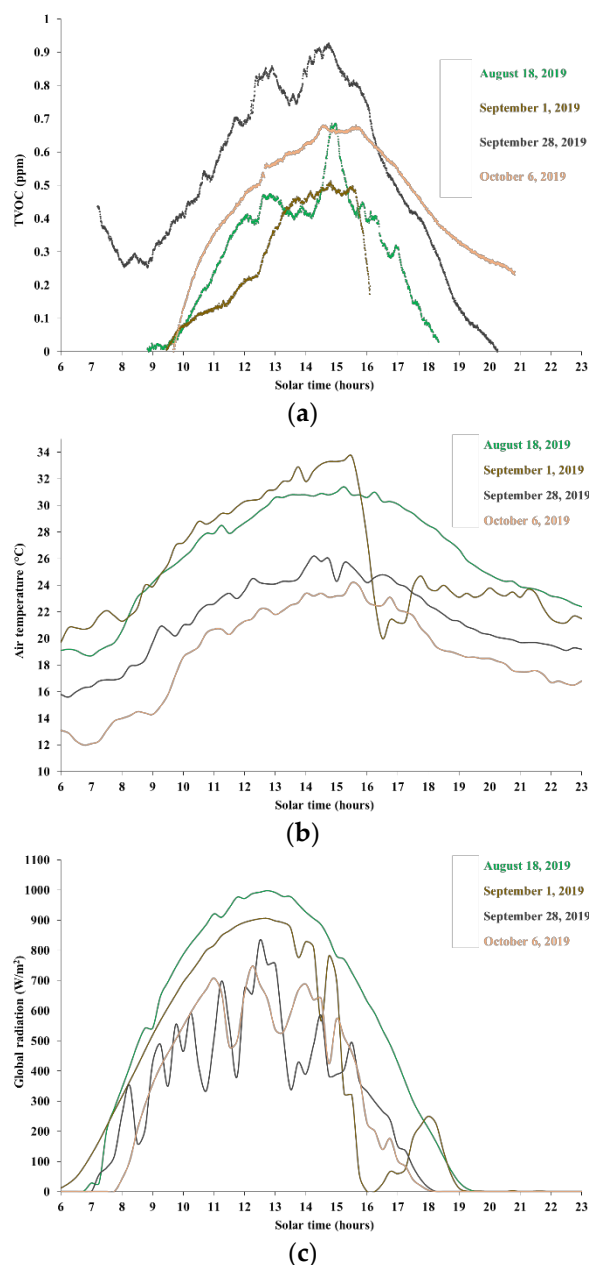 1
0.9
0.8
0.7
0.6
0.5
0.4
0.3
0.2
0.1
0
TVOC (ppm)
August 18, 2019
September 1, 2019
September 28, 2019
October 6, 2019
6 7 8 9 10 11 12 13 14 15 16 17 18 19 20 21 22 23
Solar time (hours)
(a)
34
32
30
28
26
24
22
20
18
16
14
12
10
Air temperature (°C)
August 18, 2019
September 1, 2019
September 28, 2019
October 6, 2019
6 7 8 9 10 11 12 13 14 15 16 17 18 19 20 21 22 23
Solar time (hours)
(b)
1100
1000
900
800
700
600
500
400
300
200
100
0
Global radiation (W/m²)
August 18, 2019
September 1, 2019
September 28, 2019
October 6, 2019
6 7 8 9 10 11 12 13 14 15 16 17 18 19 20 21 22 23
Solar time (hours)
(c)